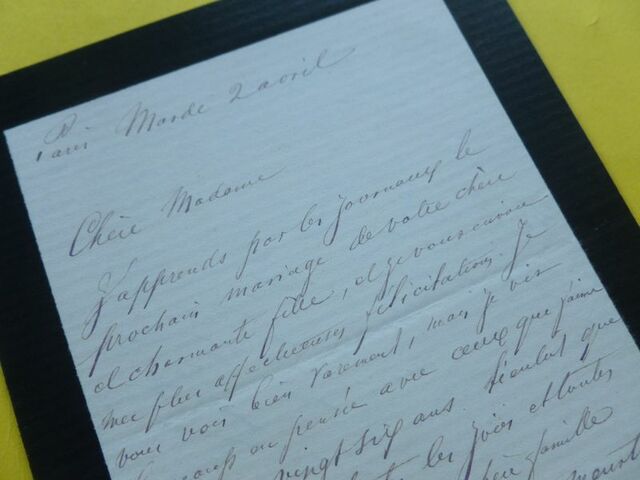 Paris Mardi 2 avril
Chère Madame
J'apprends par les journaux le
prochain mariage de votre chère
et charmante fille, et je vous envoie
mes plus affectueuses félicitations. Je
vous vois bien rarement, mais je vis
beaucoup en pensée avec ceux que j'aime
vingt six ans. que
les joies et toutes
chère famille